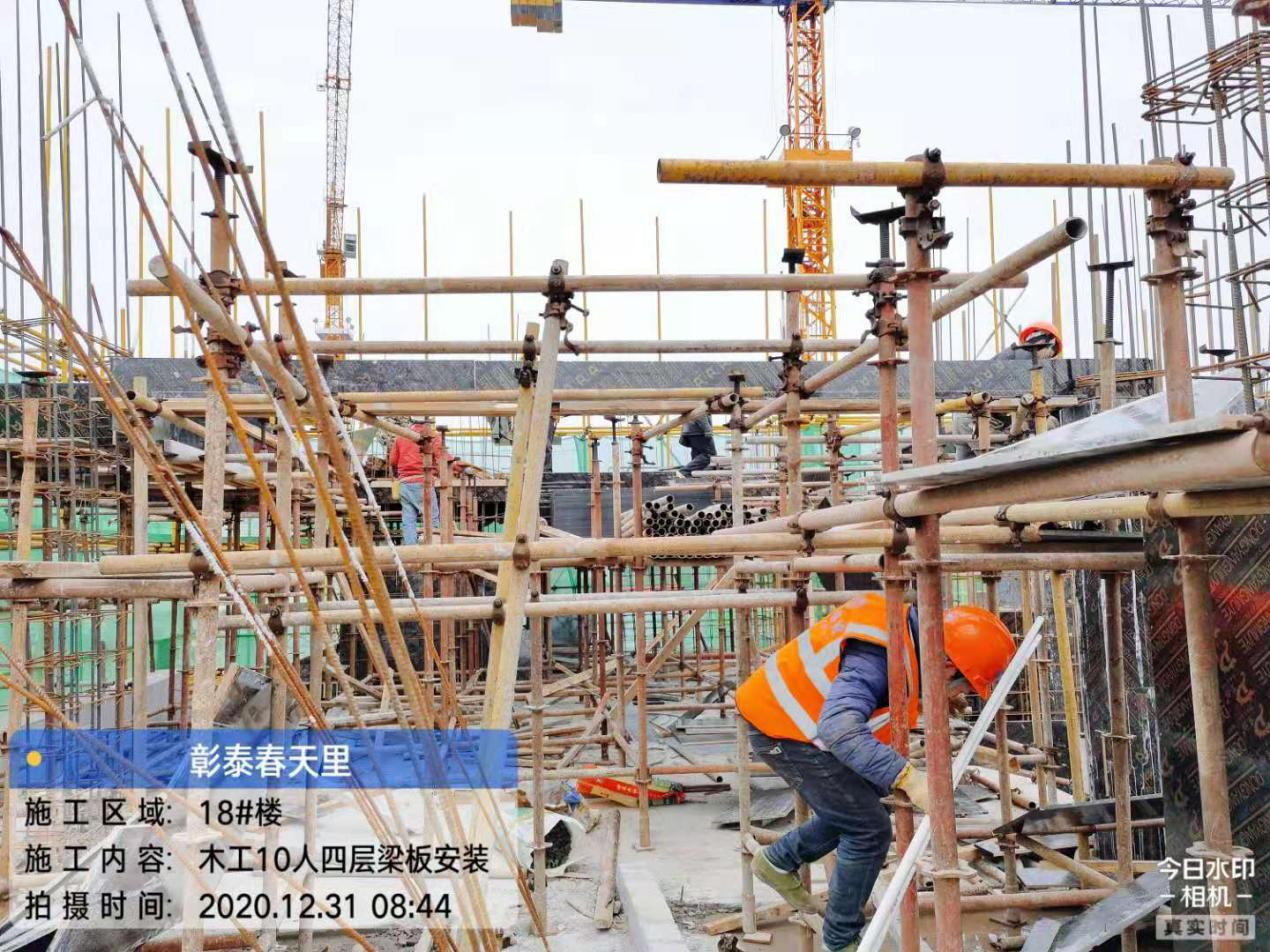 彰泰春天里
施工区域: 18#楼
施工内容: 木工10人四层梁板安装
拍摄时间: 2020.12.31 08:44
今日水印
相机
真实时间